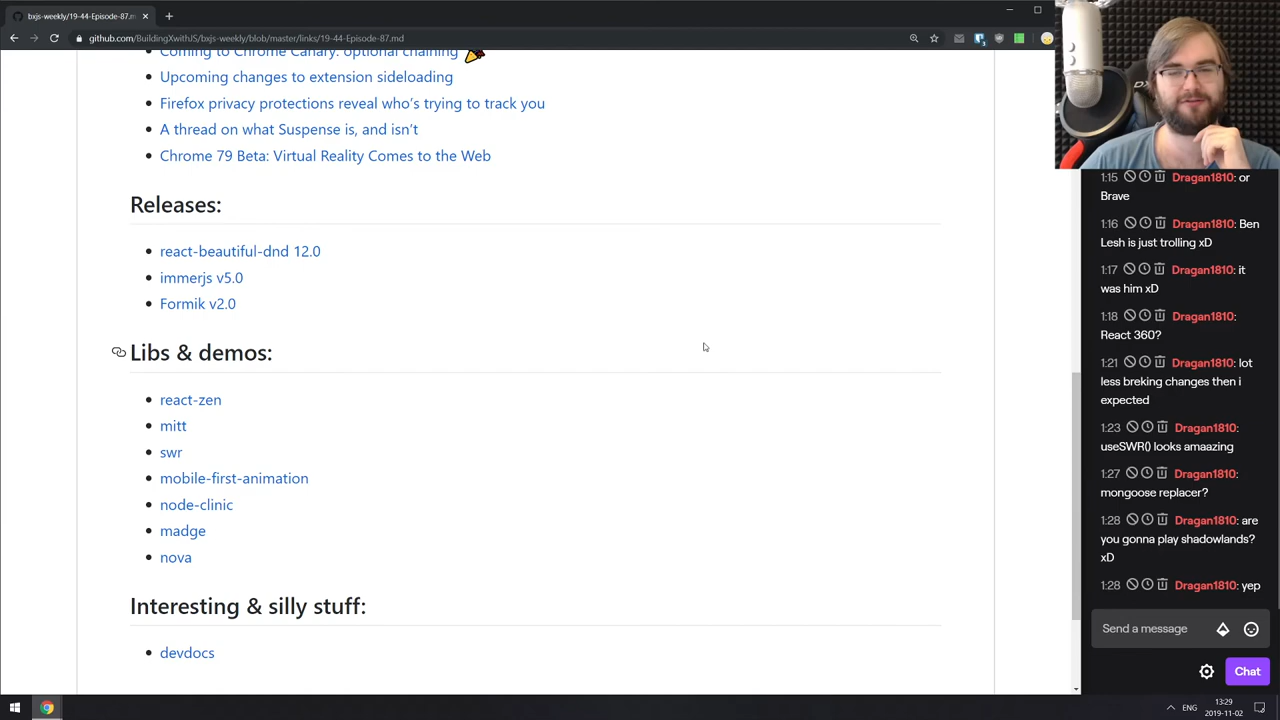 bxjs-weekly/19-44-Episode-87.m
github.com/BuildingXwithJS/bxjs-weekly/blob/master/links/19-44-Episode-87.md
Coming to Chrome Canary: optional chaining
Upcoming changes to extension sideloading
Firefox privacy protections reveal who's trying to track you
A thread on what Suspense is, and isn't
Chrome 79 Beta: Virtual Reality Comes to the Web
Releases:
react-beautiful-dnd 12.0
immerjs v5.0
Formik v2.0
Libs & demos:
react-zen
mitt
swr
mobile-first-animation
node-clinic
madge
nova
Interesting & silly stuff:
devdocs
1:15 Dragan1810: or
Brave
1:16 Dragan1810: Ben
Lesh is just trolling xD
1:17 Dragan1810: it
was him xD
1:18 Dragan1810:
React 360?
1:21 Dragan1810: lot
less breking changes then i
expected
1:23 Dragan1810:
useSWR() looks amaazing
1:27 Dragan1810:
mongoose replacer?
1:28 Dragan1810: are
you gonna play shadowlands?
xD
1:28 Dragan1810: yep
Send a message
Chat
ENG
13:29
2019-11-02